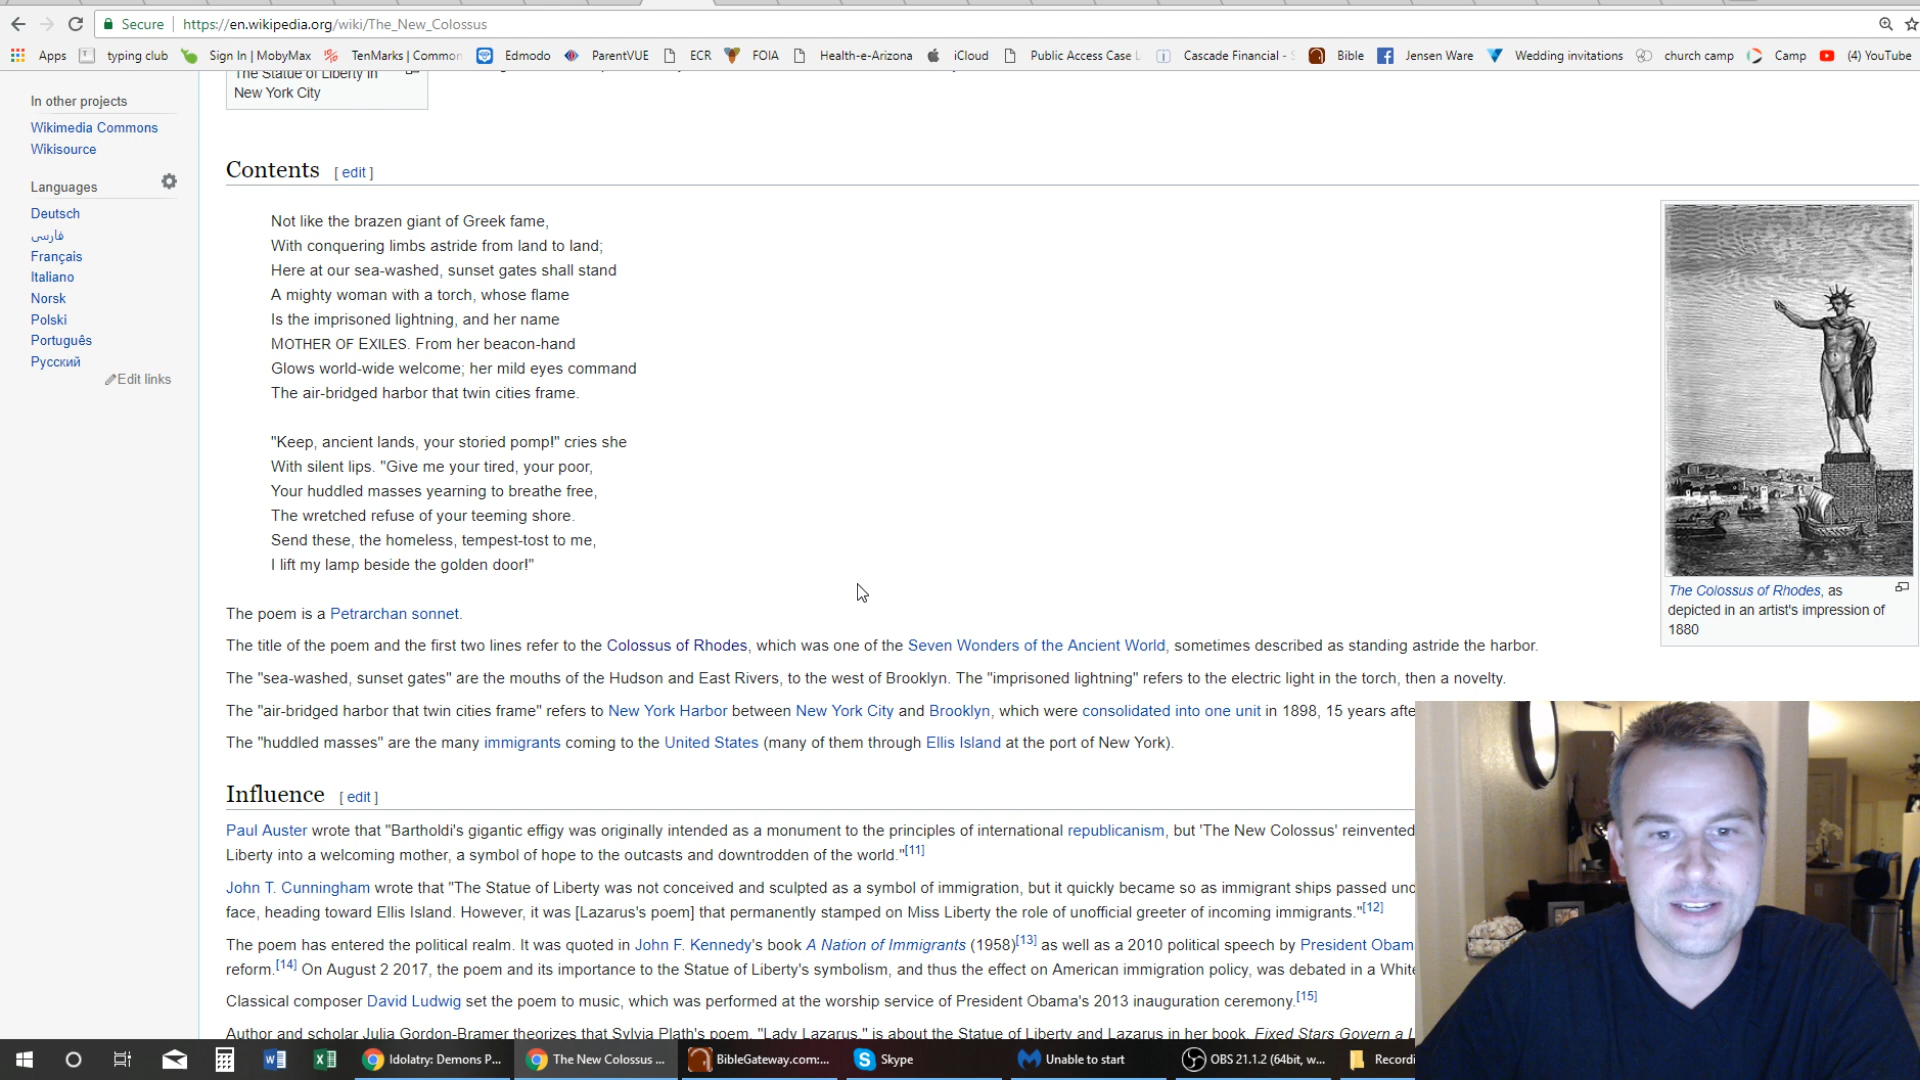 Secure https://en.wikipedia.org/wiki/The_New_Colossus
Apps typing club Sign In | MobyMax TenMarks | Common Edmodo ParentVUE ECR FOIA Health-e-Arizona iCloud Public Access Case Cascade Financial - Bible Jensen Ware Wedding invitations church camp Camp (4) YouTube
The Statue of Liberty in
New York City
In other projects
Wikimedia Commons
Wikisource
Languages
Deutsch
فارسی
Français
Italiano
Norsk
Polski
Português
Русский
Edit links
Contents [ edit ]
Not like the brazen giant of Greek fame,
With conquering limbs astride from land to land;
Here at our sea-washed, sunset gates shall stand
A mighty woman with a torch, whose flame
Is the imprisoned lightning, and her name
MOTHER OF EXILES. From her beacon-hand
Glows world-wide welcome; her mild eyes command
The air-bridged harbor that twin cities frame.
"Keep, ancient lands, your storied pomp!" cries she
With silent lips. "Give me your tired, your poor,
Your huddled masses yearning to breathe free,
The wretched refuse of your teeming shore.
Send these, the homeless, tempest-tost to me,
I lift my lamp beside the golden door!"
The Colossus of Rhodes, as
depicted in an artist's impression of
1880
The poem is a Petrarchan sonnet.
The title of the poem and the first two lines refer to the Colossus of Rhodes, which was one of the Seven Wonders of the Ancient World, sometimes described as standing astride the harbor.
The "sea-washed, sunset gates" are the mouths of the Hudson and East Rivers, to the west of Brooklyn. The "imprisoned lightning" refers to the electric light in the torch, then a novelty.
The "air-bridged harbor that twin cities frame" refers to New York Harbor between New York City and Brooklyn, which were consolidated into one unit in 1898, 15 years afte
The "huddled masses" are the many immigrants coming to the United States (many of them through Ellis Island at the port of New York).
Influence [ edit ]
Paul Auster wrote that "Bartholdi's gigantic effigy was originally intended as a monument to the principles of international republicanism, but 'The New Colossus' reinvented
Liberty into a welcoming mother, a symbol of hope to the outcasts and downtrodden of the world."[11]
John T. Cunningham wrote that "The Statue of Liberty was not conceived and sculpted as a symbol of immigration, but it quickly became so as immigrant ships passed und
face, heading toward Ellis Island. However, it was [Lazarus's poem] that permanently stamped on Miss Liberty the role of unofficial greeter of incoming immigrants."[12]
The poem has entered the political realm. It was quoted in John F. Kennedy's book A Nation of Immigrants (1958)[13] as well as a 2010 political speech by President Obam
reform.[14] On August 2 2017, the poem and its importance to the Statue of Liberty's symbolism, and thus the effect on American immigration policy, was debated in a White
Classical composer David Ludwig set the poem to music, which was performed at the worship service of President Obama's 2013 inauguration ceremony.[15]
Author and scholar Julia Gordon-Bramer theorizes that Sylvia Plath's poem, "Lady Lazarus," is about the Statue of Liberty and Lazarus in her book, Fixed Stars Govern a L
Idolatry: Demons P... The New Colossus ... BibleGateway.com:... Skype Unable to start OBS 21.1.2 (64bit, w... Recordi